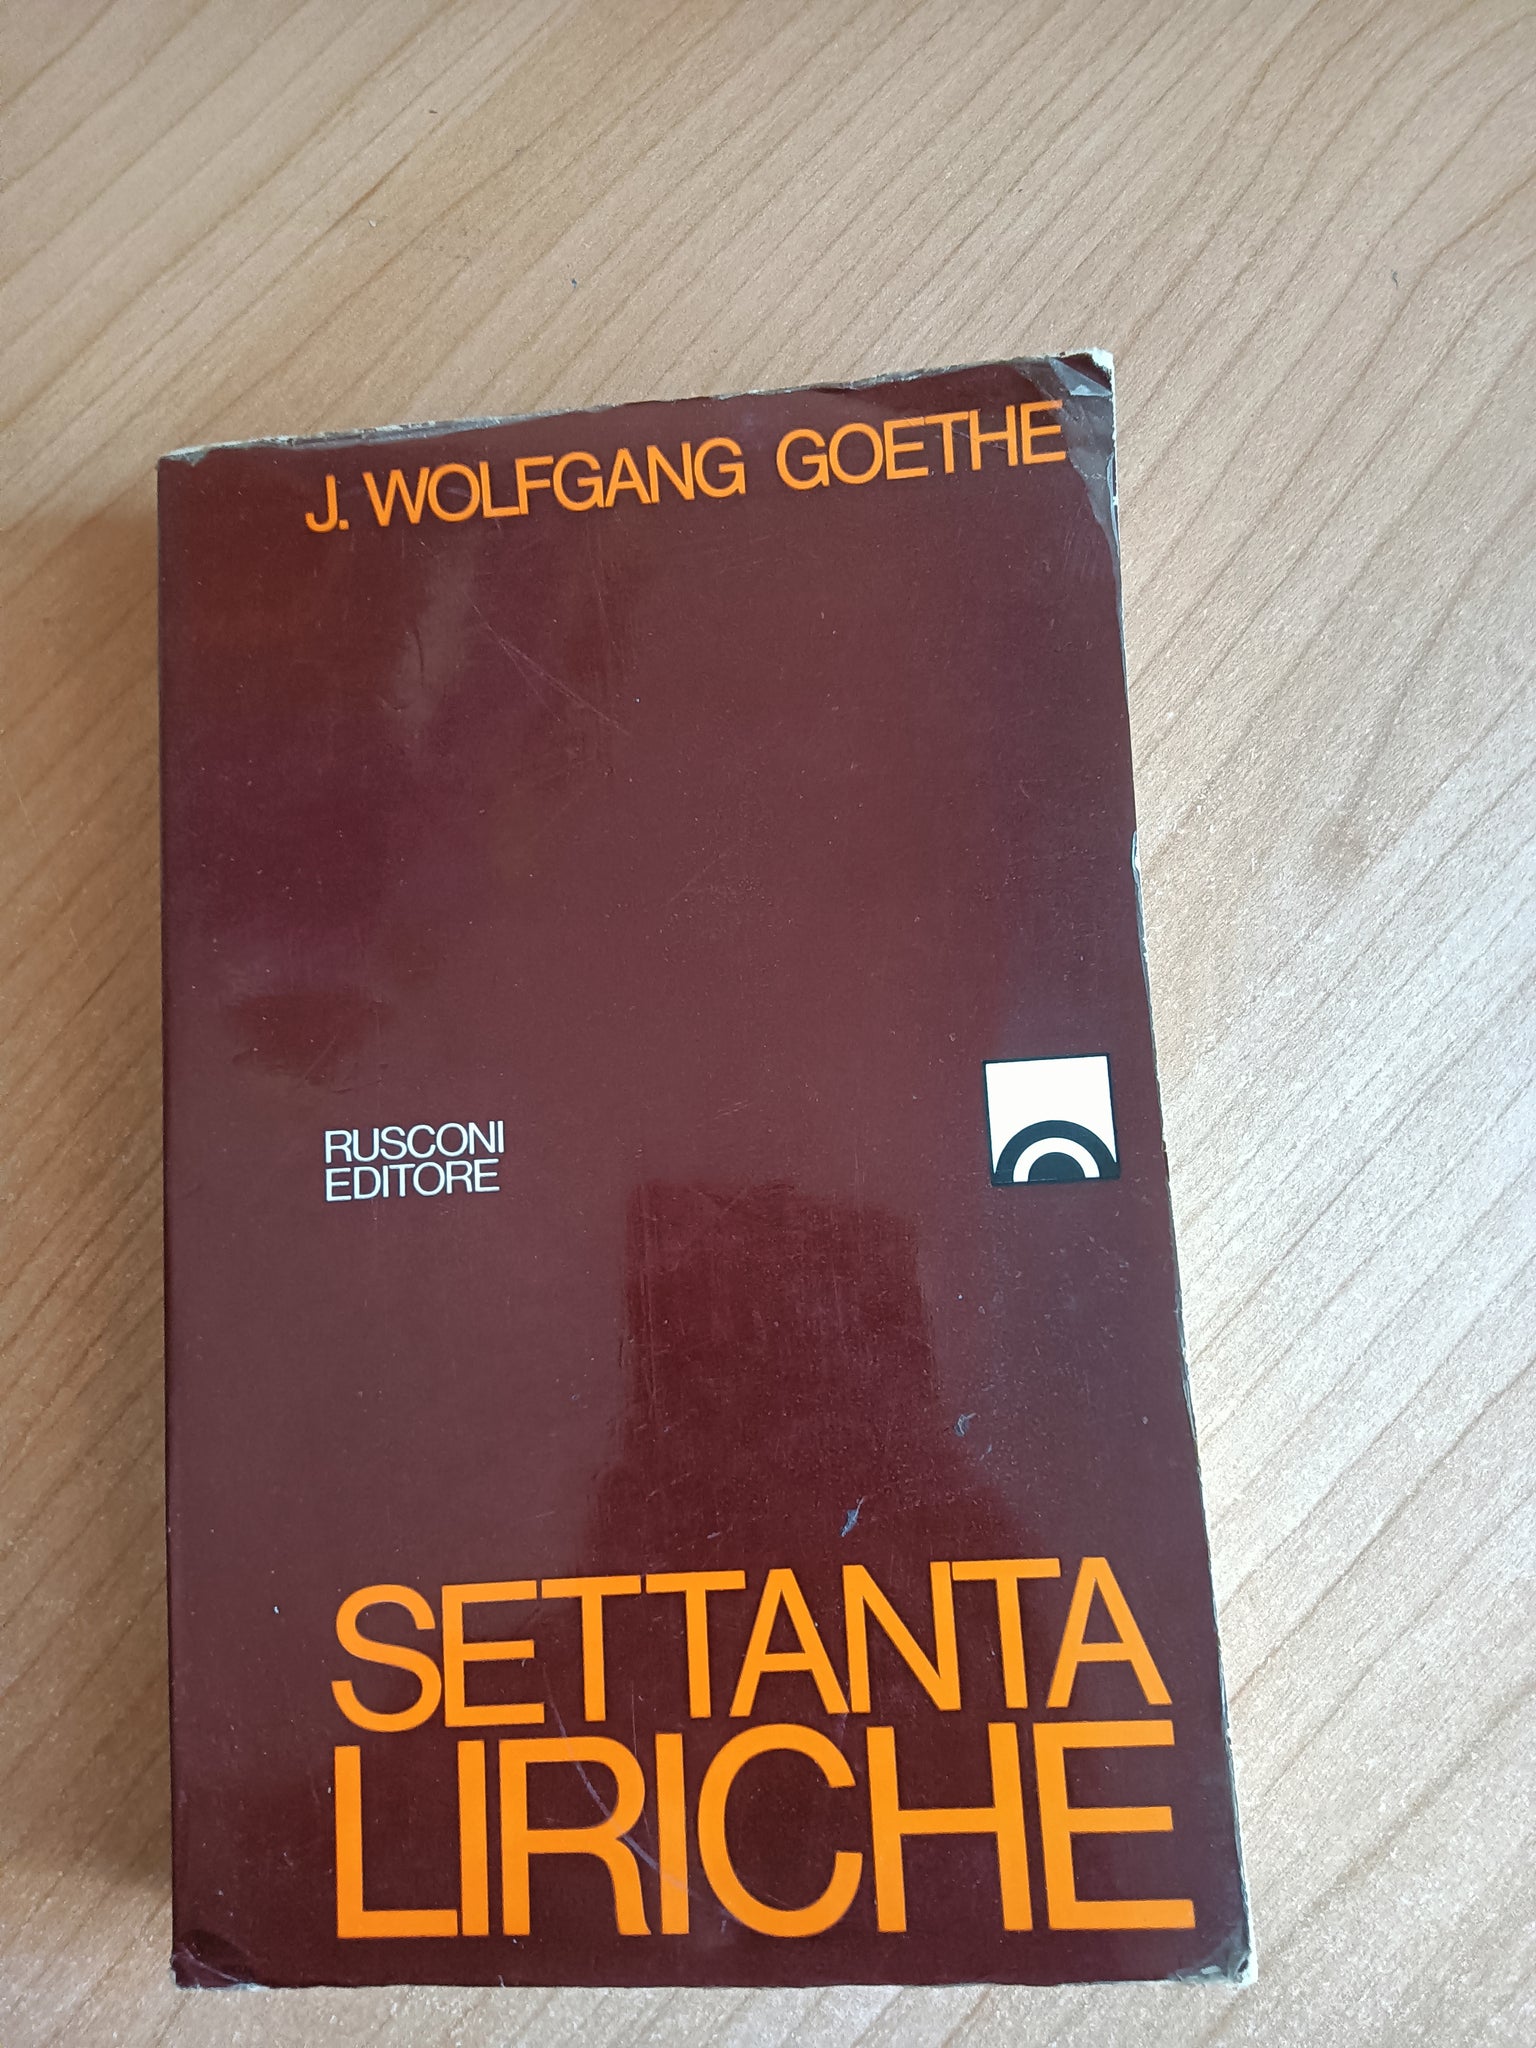 J. WOLFGANG GOETHE
RUSCONI
EDITORE
SETTANTA
LIRICHE